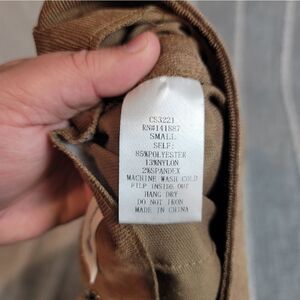 CS3221
RN#141887
SMALL
SELF:
85%POLYESTER
13%NYLON
2%SPANDEX
MACHINE WASH COLD
FILP INSIDE OUT
HANG DRY
DO NOT IRON
MADE IN CHINA